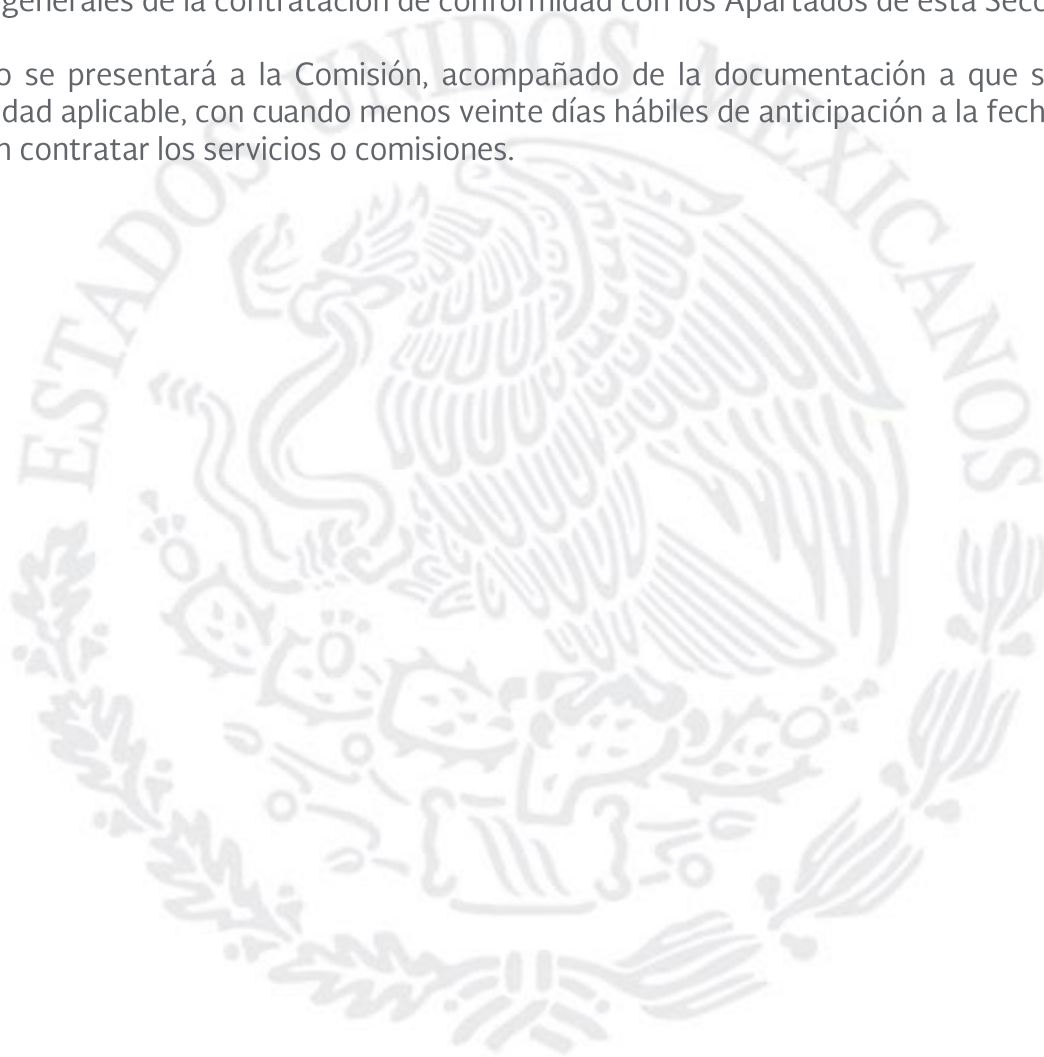 generales de la contratación de conformidad con los Apartados de esta Secc
o se presentará a la Comisión, acompañado de la documentación a que s
dad aplicable, con cuando menos veinte días hábiles de anticipación a la fech
n contratar los servicios o comisiones.
ESTADOS UNIDOS MEXICANOS